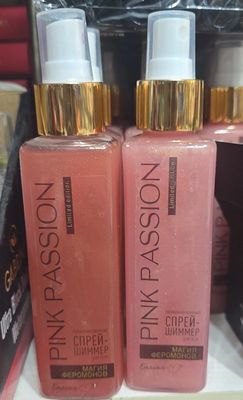 PINK PASSION
Limited edition
СПРЕЙ-
ШИММЕР
МАГИЯ
ФЕРОМОНОВ
PINK PASSION
Limited edition
СПРЕЙ-
ШИММЕР
МАГИЯ
ФЕРОМОНОВ